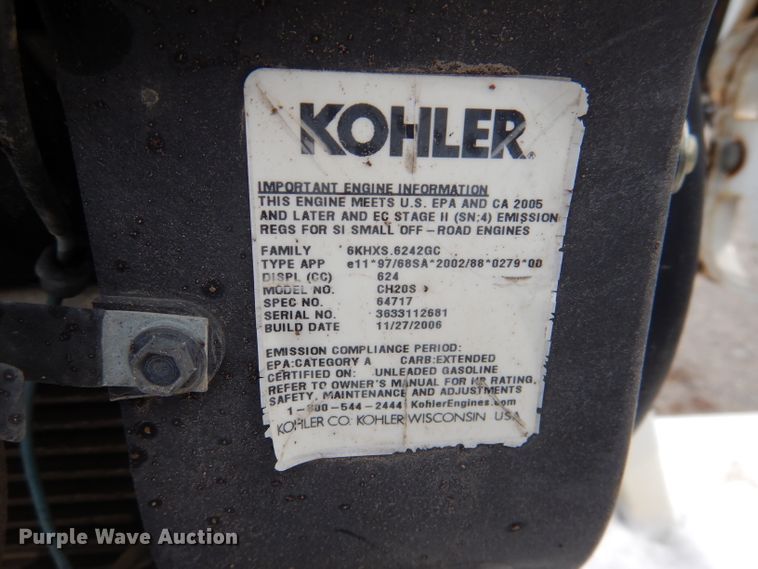 KOHLER.
IMPORTANT ENGINE INFORMATION
THIS ENGINE MEETS U.S. EPA AND CA 2005
AND LATER AND EC STAGE II (SN:4) EMISSION
REGS FOR SI SMALL OFF-ROAD ENGINES
FAMILY 6KHXS.6242GC
TYPE APP e11*97/68SA*2002/88*0279*00
DISPL (CC) 624
MODEL NO. CH20S
SPEC NO. 64717
SERIAL NO. 3633112681
BUILD DATE 11/27/2006
EMISSION COMPLIANCE PERIOD:
EPA:CATEGORY A CARB:EXTENDED
CERTIFIED ON: UNLEADED GASOLINE
REFER TO OWNER'S MANUAL FOR HP RATING,
SAFETY, MAINTENANCE AND ADJUSTMENTS
1-800-544-2444 KohlerEngines.com
KOHLER CO. KOHLER WISCONSIN USA
Purple Wave Auction